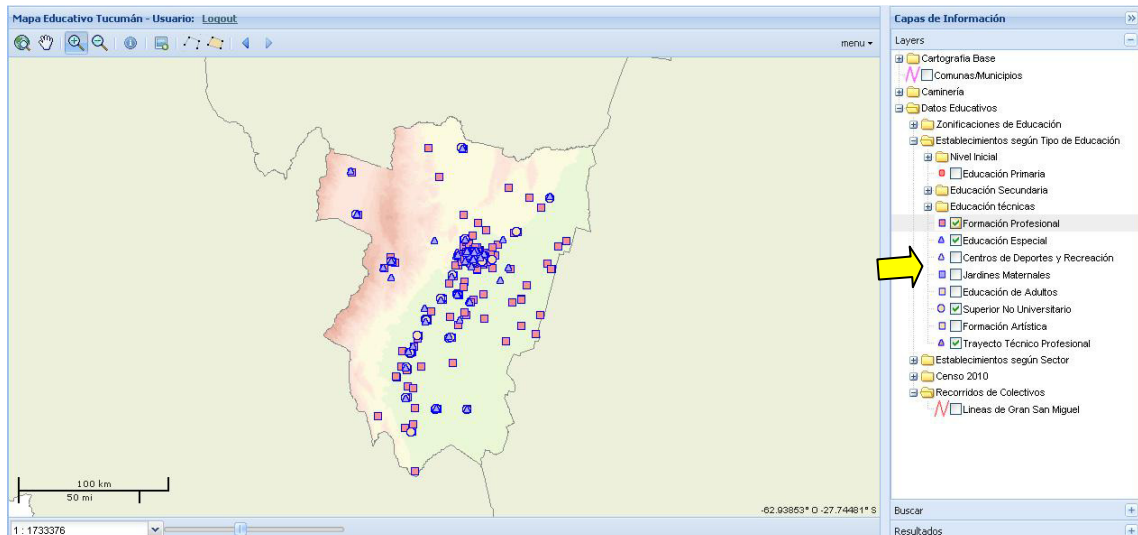 Mapa Educativo Tucumán - Usuario: Logout
menu
100 km
50 mi
-62.93853° O -27.74481° S
1 : 1733376
Capas de Información
Layers
Cartografia Base
Comunas/Municipios
Caminería
Datos Educativos
Zonificaciones de Educación
Establecimientos según Tipo de Educación
Nivel Inicial
Educación Primaria
Educación Secundaria
Educación técnicas
Formación Profesional
Educación Especial
Centros de Deportes y Recreación
Jardines Maternales
Educación de Adultos
Superior No Universitario
Formación Artística
Trayecto Técnico Profesional
Establecimientos según Sector
Censo 2010
Recorridos de Colectivos
Lineas de Gran San Miguel
Buscar
Resultados